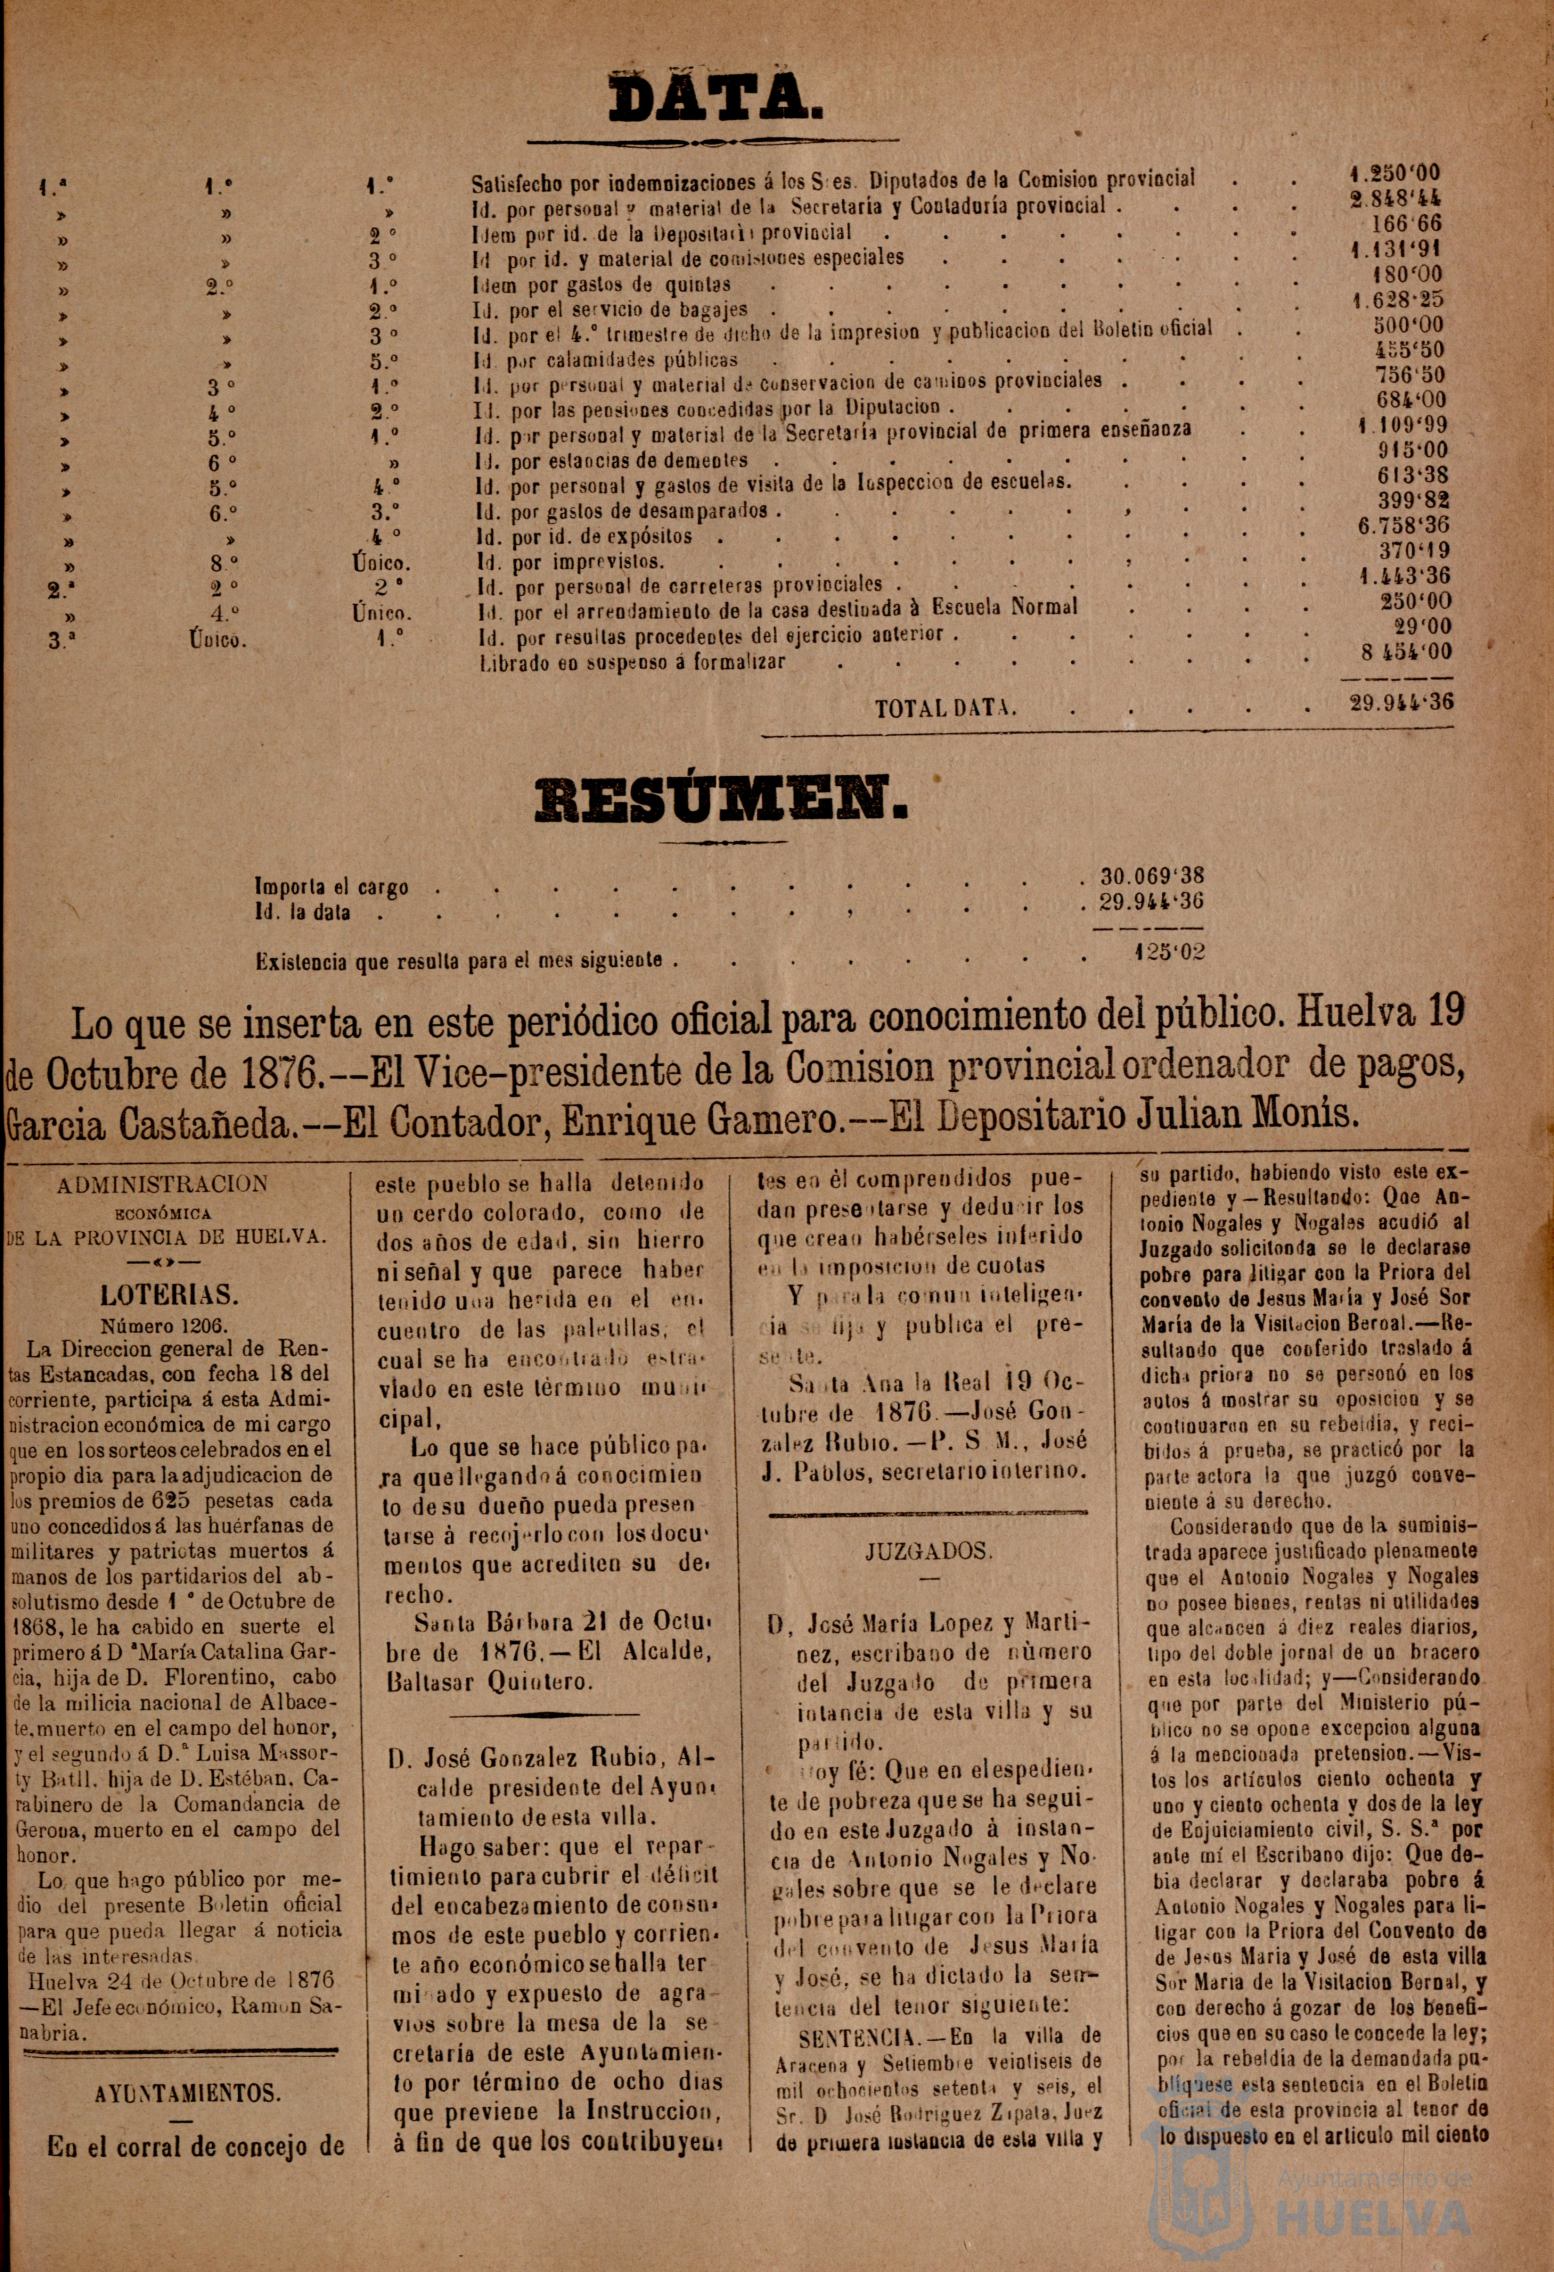 DATA.
1.ª 1.º 1.º Satisfecho por indemnizaciones á los S es. Diputados de la Comision provincial . . 1.250'00
» » » Id. por personal y material de la Secretaría y Contaduría provincial . . . . 2.848'44
» » 2º Idem por id. de la Depositaría provincial . . . . . . . . 166'66
» » 3º Id por id. y material de comisiones especiales . . . . . . . 1.131'91
» 2.º 1.º Idem por gastos de quintas . . . . . . . . . . 180'00
» » 2.º Id. por el servicio de bagajes . . . . . . . . . . 1.628'25
» » 3º Id. por el 4.º trimestre de dicho de la impresion y publicacion del Boletin oficial . . 500'00
» » 5.º Id por calamidades públicas . . . . . . . . . . 455'50
» 3º 1.º Id. por personal y material de conservacion de caminos provinciales . . . . 756'50
» 4º 2.º Id. por las pensiones concedidas por la Diputacion . . . . . . . 684'00
» 5.º 1.º Id. por personal y material de la Secretaría provincial de primera enseñanza . . 1.109'99
» 6º » Id. por estancias de dementes . . . . . . . . . . 915'00
» 5.º 4.º Id. por personal y gastos de visita de la Inspeccion de escuelas. . . . . 613'38
» 6.º 3.º Id. por gastos de desamparados . . . . . . , . . . 399'82
» » 4º Id. por id. de expósitos . . . . . . . . . . . 6.758'36
» 8.º Único. Id. por imprevistos. . . . . . . . , . . . 370'19
2.ª 2º 2º Id. por personal de carreteras provinciales . . . . . . . . 1.443'36
» 4.º Único. Id. por el arrendamiento de la casa destinada à Escuela Normal . . . . 250'00
3.ª Único. 1.º Id. por resultas procedentes del ejercicio anterior . . . . . . . 29'00
Librado en suspenso á formalizar . . . . . . . . . 8 454'00
TOTAL DATA. . . . . . 29.944'36
RESÚMEN.
Importa el cargo . . . . . . . . . . . . 30.069'38
Id. la data . . . . . . . . , . . . . 29.944'36
Existencia que resulta para el mes siguiente . . . . . . . . 125'02
Lo que se inserta en este periódico oficial para conocimiento del público. Huelva 19
de Octubre de 1876.--El Vice-presidente de la Comision provincial ordenador de pagos,
Garcia Castañeda.--El Contador, Enrique Gamero.--El Depositario Julian Monis.
ADMINISTRACION
ECONÓMICA
DE LA PROVINCIA DE HUELVA.
LOTERIAS.
Número 1206.
La Direccion general de Ren-
tas Estancadas, con fecha 18 del
corriente, participa á esta Admi-
nistracion económica de mi cargo
que en los sorteos celebrados en el
propio dia para la adjudicacion de
los premios de 625 pesetas cada
uno concedidos á las huérfanas de
militares y patriotas muertos á
manos de los partidarios del ab-
solutismo desde 1 º de Octubre de
1868, le ha cabido en suerte el
primero á D ªMaría Catalina Gar-
cia, hija de D. Florentino, cabo
de la milicia nacional de Albace-
te, muerto en el campo del honor,
y el segundo á D.ª Luisa Massor-
ty Batll, hija de D. Estéban, Ca-
rabinero de la Comandancia de
Gerona, muerto en el campo del
honor.
Lo que hago público por me-
dio del presente Boletin oficial
para que pueda llegar á noticia
de las interesadas.
Huelva 24 de Octubre de 1876
—El Jefe económico, Ramon Sa-
nabria.
AYUNTAMIENTOS.
En el corral de concejo de
este pueblo se halla detenido
un cerdo colorado, como de
dos años de edad, sin hierro
ni señal y que parece haber
tenido una herida en el en-
cuentro de las paletillas, el
cual se ha encontrado extra-
viado en este término muni
cipal,
Lo que se hace público pa-
ra que llegando á conocimien
to de su dueño pueda presen
tarse à recojerlo con los docu-
mentos que acrediten su de-
recho.
Santa Bárbara 21 de Octu-
bre de 1876.—El Alcalde,
Baltasar Quintero.
D. José Gonzalez Rubio, Al-
calde presidente del Ayun-
tamiento de esta villa.
Hago saber: que el repar-
timiento para cubrir el déficit
del encabezamiento de consu-
mos de este pueblo y corrien-
te año económico se halla ter
minado y expuesto de agra-
vios sobre la mesa de la se
cretaría de este Ayuntamien-
to por término de ocho dias
que previene la Instruccion,
à fin de que los contribuyen-
tes en él comprendidos pue-
dan presentarse y deducir los
que crean habérseles inferido
en la imposicion de cuotas
Y para la comun inteligen-
cia se fija y publica el pre-
sente.
Santa Ana la Real 19 Oc-
tubre de 1876.—José Gon-
zalez Rubio.—P. S M., José
J. Pablos, secretario interino.
JUZGADOS.
D, José María Lopez y Marti-
nez, escribano de nùmero
del Juzgado de primera
intancia de esta villa y su
partido.
Doy fé: Que en el espedien-
te de pobreza que se ha segui-
do en este Juzgado à instan-
cia de Antonio Nogales y No-
gales sobre que se le declare
pobre para litigar con la Priora
del convento de Jesus María
y José, se ha dictado la sen-
tencia del tenor siguiente:
SENTENCIA.—En la villa de
Aracena y Setiembre veintiseis de
mil ochocientos setenta y seis, el
Sr. D José Rodriguez Zapata, Juez
de primera instancia de esta villa y
su partido, habiendo visto este ex-
pediente y—Resultando: Que An-
tonio Nogales y Nogales acudió al
Juzgado solicitonda se le declarase
pobre para litigar con la Priora del
convento de Jesus María y José Sor
María de la Visitacion Bernal.—Re-
sultando que conferido traslado á
dicha priora no se personó en los
autos á mostrar su oposicion y se
continuaron en su rebeldia, y reci-
bidos á prueba, se practicó por la
parte actora la que juzgó conve-
niente á su derecho.
Considerando que de la suminis-
trada aparece justificado plenamente
que el Antonio Nogales y Nogales
no posee bienes, rentas ni utilidades
que alcancen á diez reales diarios,
tipo del doble jornal de un bracero
en esta localidad; y—Considerando
que por parte del Ministerio pú-
blico no se opone excepcion alguna
á la mencionada pretension.—Vis-
tos los artículos ciento ochenta y
uno y ciento ochenta y dos de la ley
de Enjuiciamiento civil, S. S.ª por
ante mí el Escribano dijo: Que de-
bia declarar y declaraba pobre á
Antonio Nogales y Nogales para li-
tigar con la Priora del Convento de
de Jesus Maria y José de esta villa
Sor Maria de la Visitacion Bernal, y
con derecho á gozar de los benefi-
cios que en su caso le concede la ley;
por la rebeldia de la demandada pu-
blíquese esta sentencia en el Boletin
oficial de esta provincia al tenor de
lo dispuesto en el articulo mil ciento
Ayuntamiento de
HUELVA